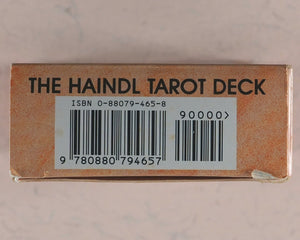 THE HAINDL TAROT DECK
ISBN 0-88079-465-8
90000>
9 780880 794657